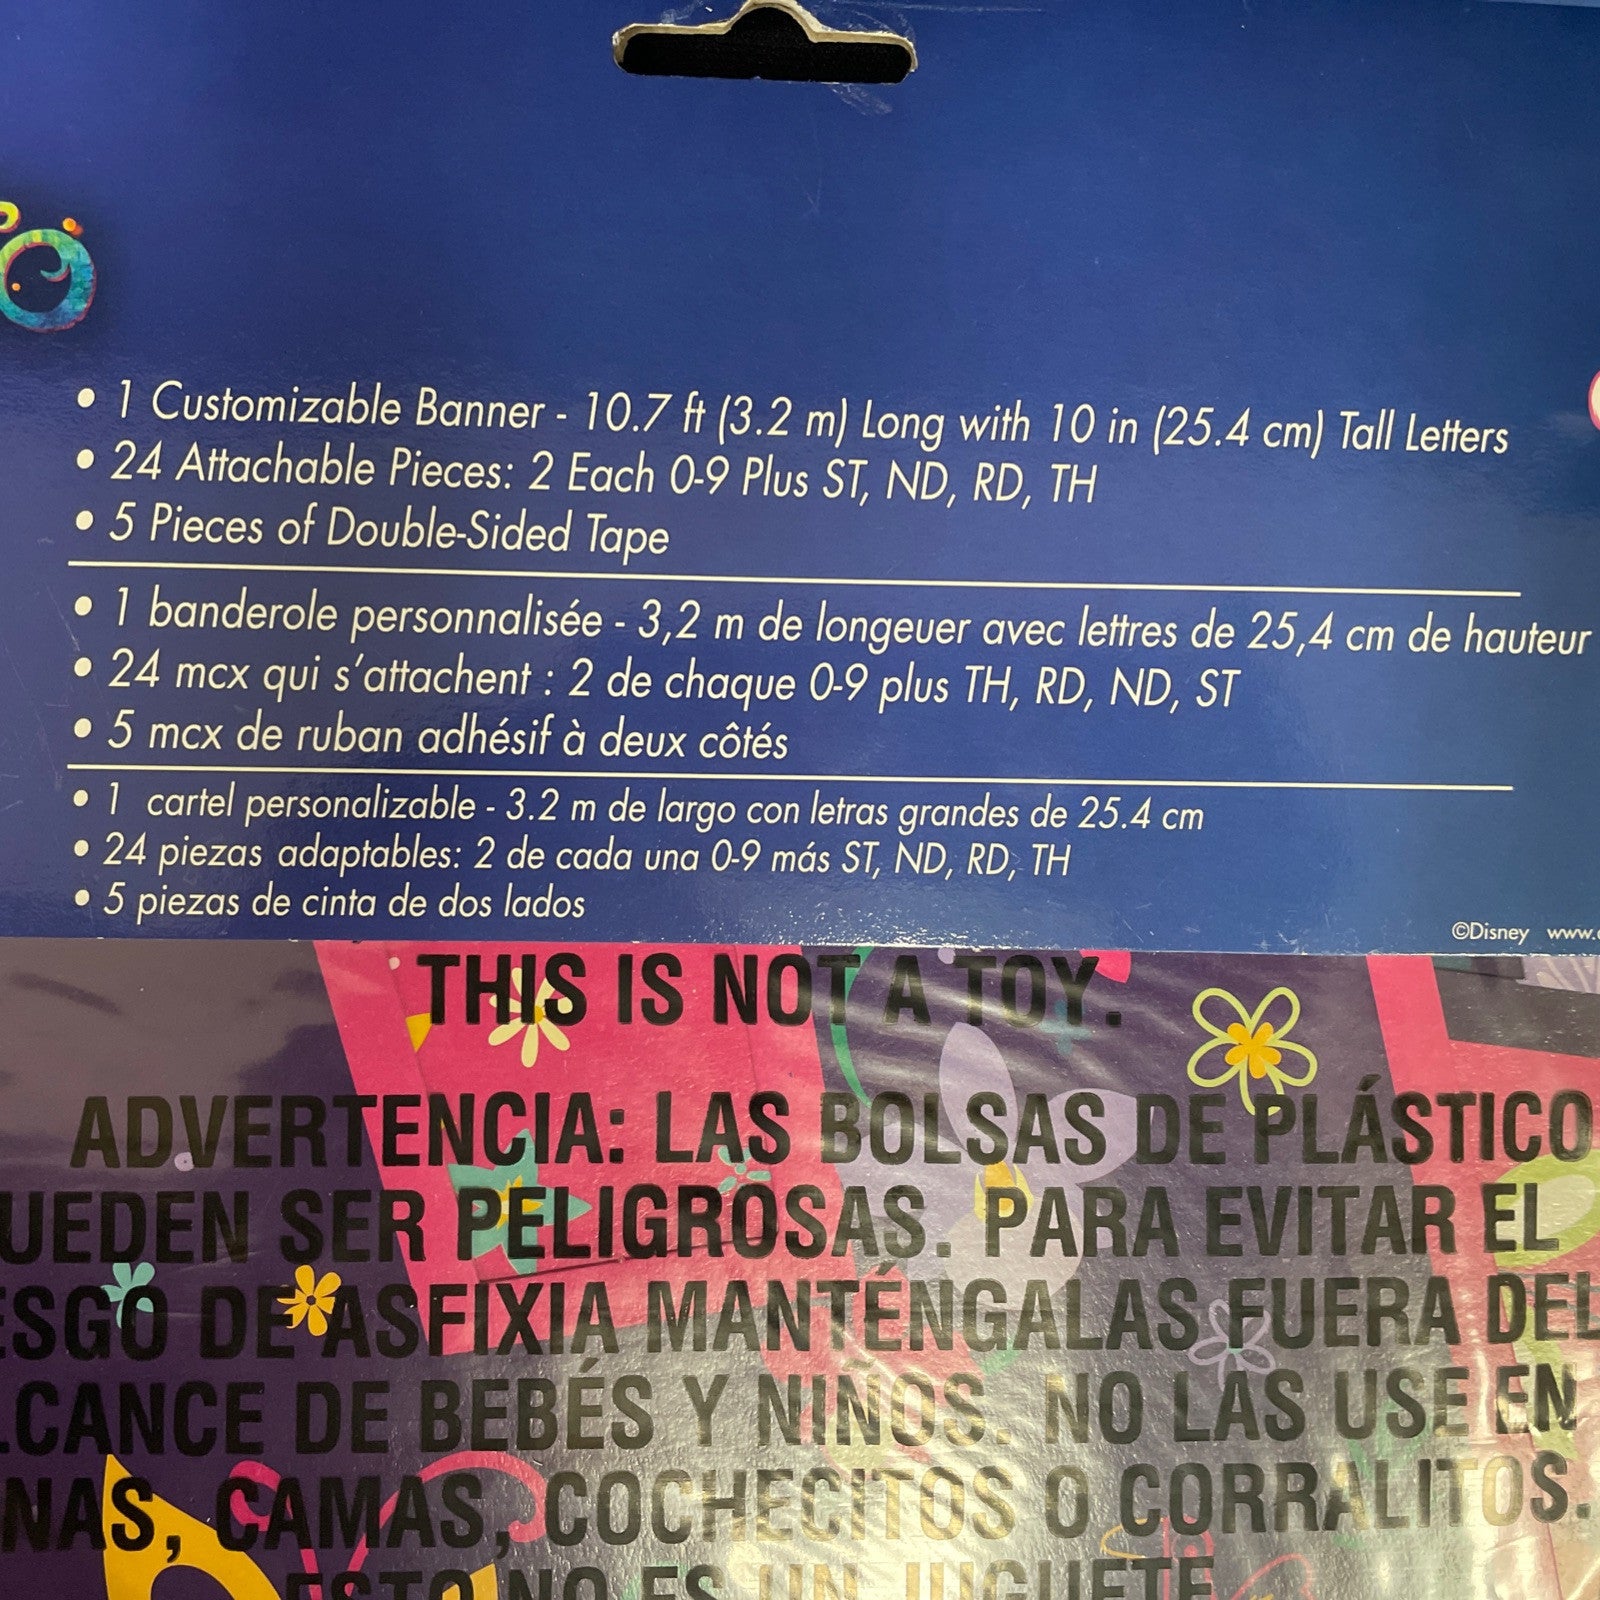 • 1 Customizable Banner - 10.7 ft (3.2 m) Long with 10 in (25.4 cm) Tall Letters
• 24 Attachable Pieces: 2 Each 0-9 Plus ST, ND, RD, TH
• 5 Pieces of Double-Sided Tape
• 1 banderole personnalisée - 3,2 m de longeuer avec lettres de 25,4 cm de hauteur
• 24 mcx qui s'attachent : 2 de chaque 0-9 plus TH, RD, ND, ST
• 5 mcx de ruban adhésif à deux côtés
• 1 cartel personalizable - 3.2 m de largo con letras grandes de 25.4 cm
• 24 piezas adaptables: 2 de cada una 0-9 más ST, ND, RD, TH
• 5 piezas de cinta de dos lados
©Disney www.
THIS IS NOT A TOY.
ADVERTENCIA: LAS BOLSAS DE PLÁSTICO
UEDEN SER PELIGROSAS. PARA EVITAR EL
ESGO DE ASFIXIA MANTÉNGALAS FUERA DEL
CANCE DE BEBÉS Y NIÑOS. NO LAS USE EN
NAS, CAMAS, COCHECITOS O CORRALITOS.
ESTO NO ES UN JUGUETE